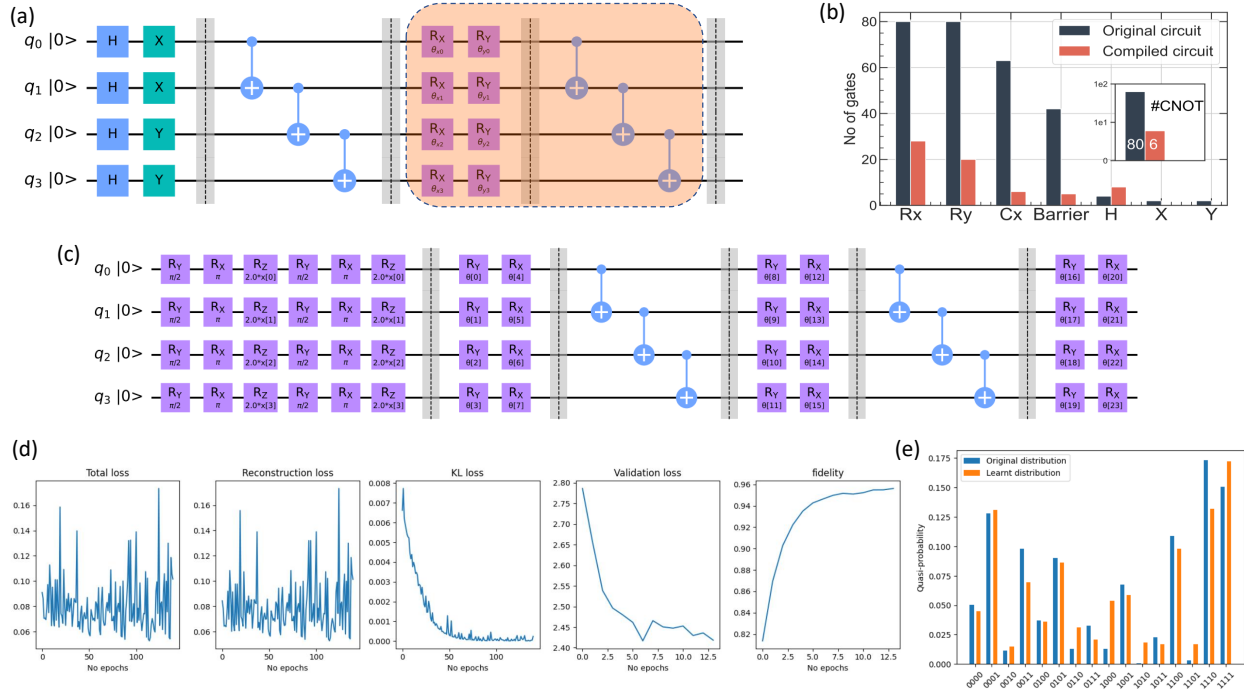 (a)
q0 |0> H X RX θx0 RY θy0
q1 |0> H X RX θx1 RY θy1
q2 |0> H Y RX θx2 RY θy2
q3 |0> H Y RX θx3 RY θy3
(b)
No of gates
80
60
40
20
0
Original circuit
Compiled circuit
1e2
1e1
0
#CNOT
80 6
Rx Ry Cx Barrier H X Y
(c)
q0 |0> RY π/2 RX π RZ 2.0*x[0] RY π/2 RX π RZ 2.0*x[0] RY θ[0] RX θ[4] RY θ[8] RX θ[12] RY θ[16] RX θ[20]
q1 |0> RY π/2 RX π RZ 2.0*x[1] RY π/2 RX π RZ 2.0*x[1] RY θ[1] RX θ[5] RY θ[9] RX θ[13] RY θ[17] RX θ[21]
q2 |0> RY π/2 RX π RZ 2.0*x[2] RY π/2 RX π RZ 2.0*x[2] RY θ[2] RX θ[6] RY θ[10] RX θ[14] RY θ[18] RX θ[22]
q3 |0> RY π/2 RX π RZ 2.0*x[3] RY π/2 RX π RZ 2.0*x[3] RY θ[3] RX θ[7] RY θ[11] RX θ[15] RY θ[19] RX θ[23]
(d)
Total loss
0.16
0.14
0.12
0.10
0.08
0.06
0 100
No epochs
Reconstruction loss
0.16
0.14
0.12
0.10
0.08
0.06
0 100
No epochs
KL loss
0.008
0.007
0.006
0.005
0.004
0.003
0.002
0.001
0.000
0 50 100
No epochs
Validation loss
2.80
2.75
2.70
2.65
2.60
2.55
2.50
2.45
2.40
0.0 2.5 5.0 7.5 10.0 12.5
No epochs
fidelity
0.96
0.94
0.92
0.90
0.88
0.86
0.84
0.82
0.0 2.5 5.0 7.5 10.0 12.5
No epochs
(e)
Original distribution
Learnt distribution
Quasi-probability
0.175
0.150
0.125
0.100
0.075
0.050
0.025
0.000
0000 0001 0010 0011 0100 0101 0110 0111 1000 1001 1010 1011 1100 1101 1110 1111